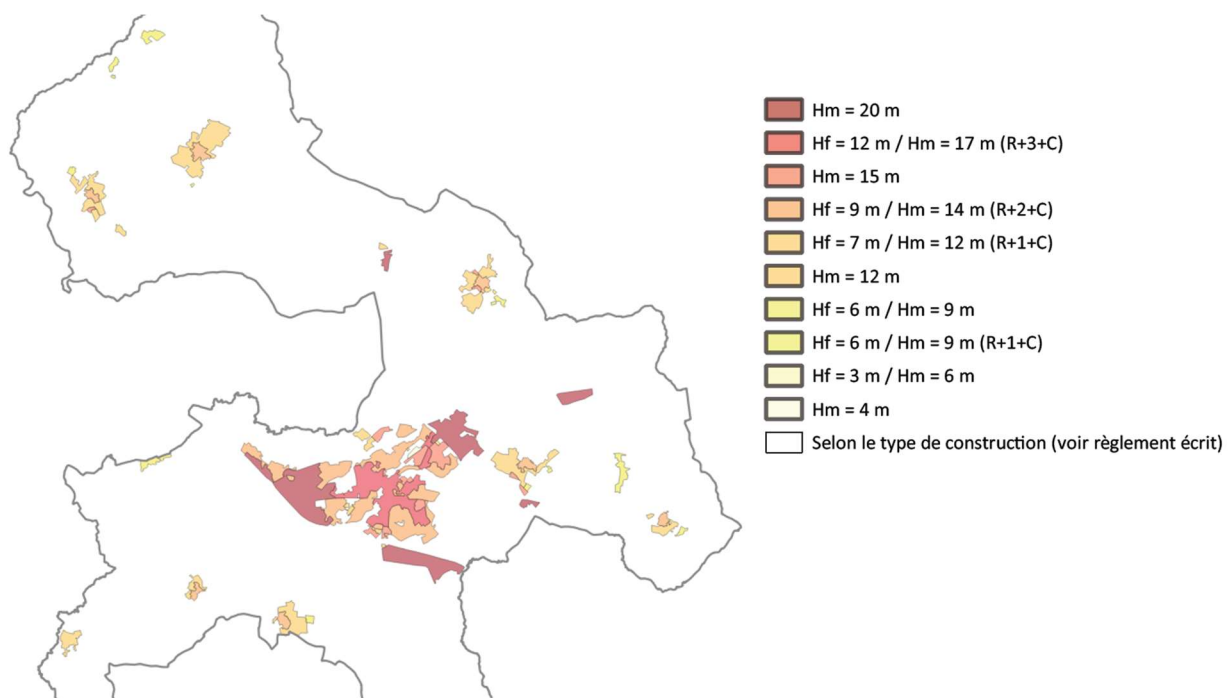 Hm = 20 m
Hf = 12 m / Hm = 17 m (R+3+C)
Hm = 15 m
Hf = 9 m / Hm = 14 m (R+2+C)
Hf = 7 m / Hm = 12 m (R+1+C)
Hm = 12 m
Hf = 6 m / Hm = 9 m
Hf = 6 m / Hm = 9 m (R+1+C)
Hf = 3 m / Hm = 6 m
Hm = 4 m
Selon le type de construction (voir règlement écrit)